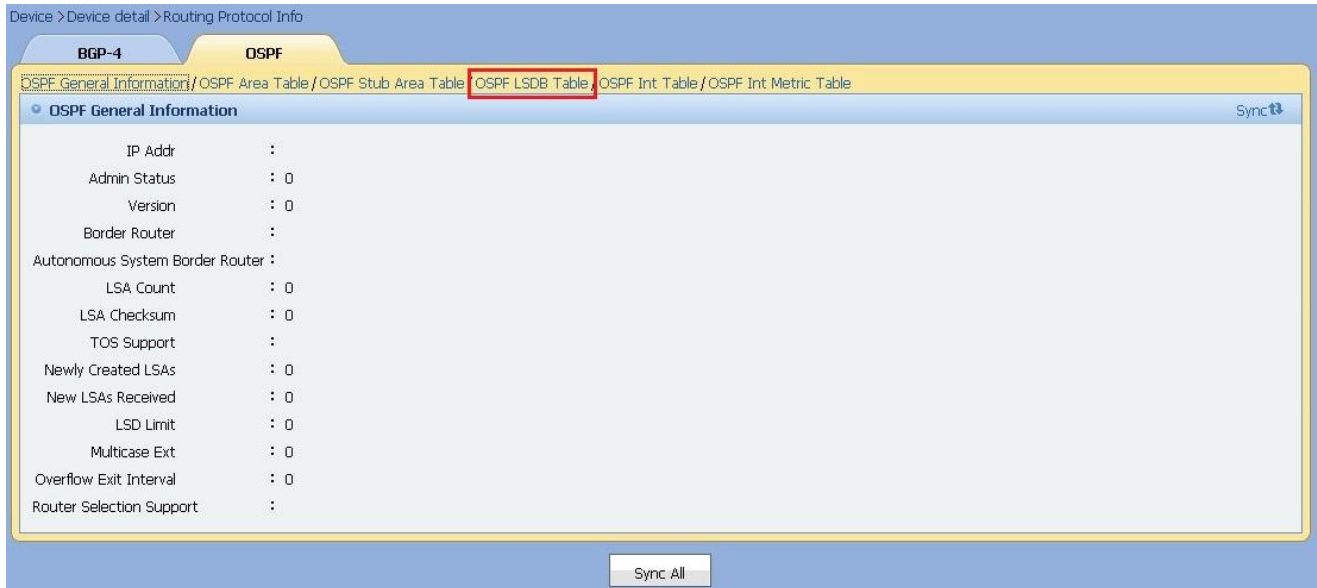 Device >Device detail >Routing Protocol Info
BGP-4 OSPF
OSPF General Information/OSPF Area Table/OSPF Stub Area Table/OSPF LSDB Table/OSPF Int Table/OSPF Int Metric Table
OSPF General Information Sync
IP Addr :
Admin Status : 0
Version : 0
Border Router :
Autonomous System Border Router :
LSA Count : 0
LSA Checksum : 0
TOS Support :
Newly Created LSAs : 0
New LSAs Received : 0
LSD Limit : 0
Multicase Ext : 0
Overflow Exit Interval : 0
Router Selection Support :
Sync All